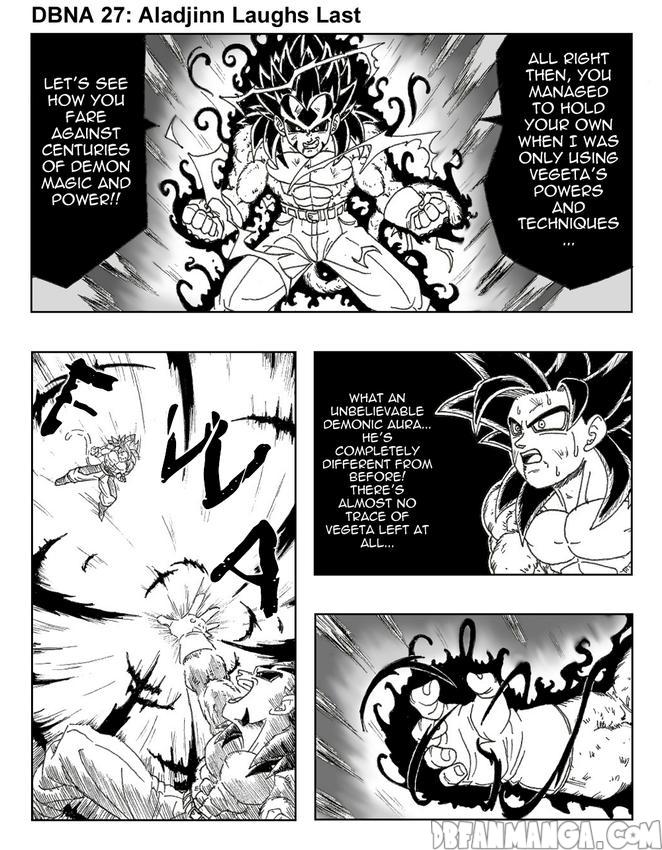 DBNA 27: Aladjinn Laughs Last
ALL RIGHT
THEN, YOU
MANAGED
TO HOLD
YOUR OWN
WHEN I WAS
ONLY USING
VEGETA'S
POWERS
AND
TECHNIQUES
...
LET'S SEE
HOW YOU
FARE
AGAINST
CENTURIES
OF DEMON
MAGIC AND
POWER!!
WHAT AN
UNBELIEVABLE
DEMONIC AURA...
HE'S
COMPLETELY
DIFFERENT FROM
BEFORE!
THERE'S
ALMOST NO
TRACE OF
VEGETA LEFT AT
ALL...
DBFANMANGA.COM